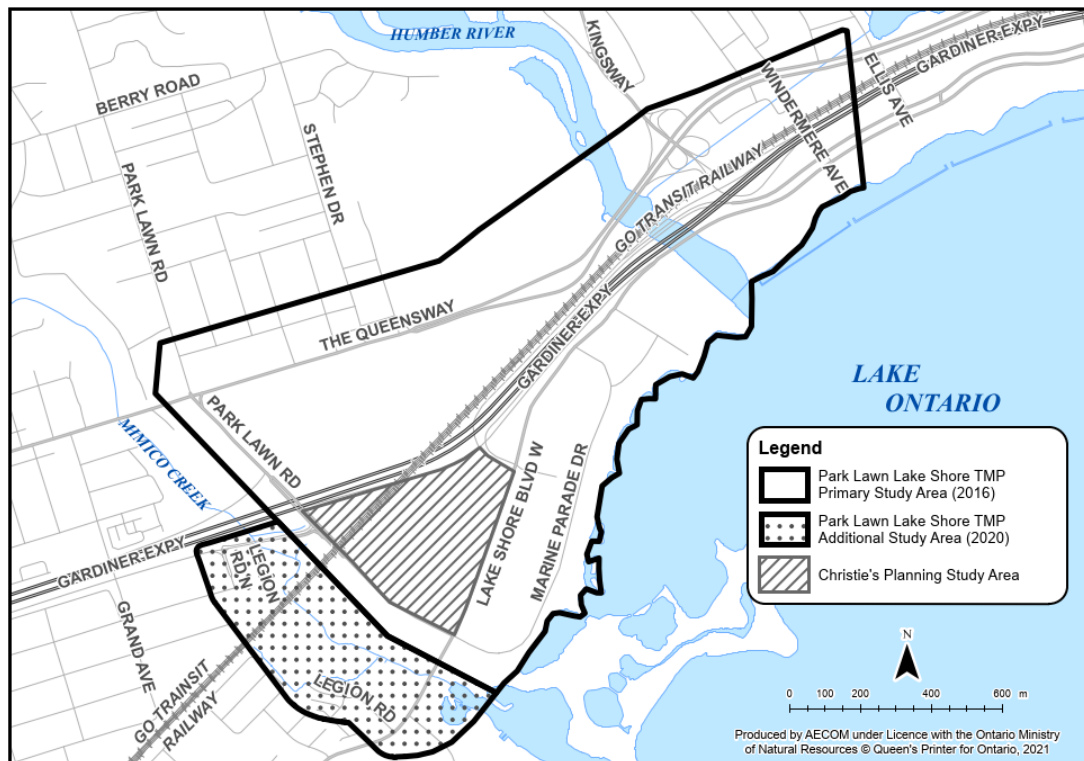 HUMBER RIVER
KINGSWAY
BERRY ROAD
STEPHEN DR
PARK LAWN RD
WINDERMERE AVE
ELLIS AVE
GARDINER EXPY
GO TRANSIT RAILWAY
THE QUEENSWAY
GARDINER EXPY
PARK LAWN RD
MIMICO CREEK
LAKE
ONTARIO
LAKE SHORE BLVD W
MARINE PARADE DR
GARDINER EXPY
LEGION
RD N
GRAND AVE
GO TRAINSIT
RAILWAY
LEGION RD
Legend
Park Lawn Lake Shore TMP
Primary Study Area (2016)
Park Lawn Lake Shore TMP
Additional Study Area (2020)
Christie's Planning Study Area
N
0 100 200 400 600 m
Produced by AECOM under Licence with the Ontario Ministry
of Natural Resources © Queen's Printer for Ontario, 2021